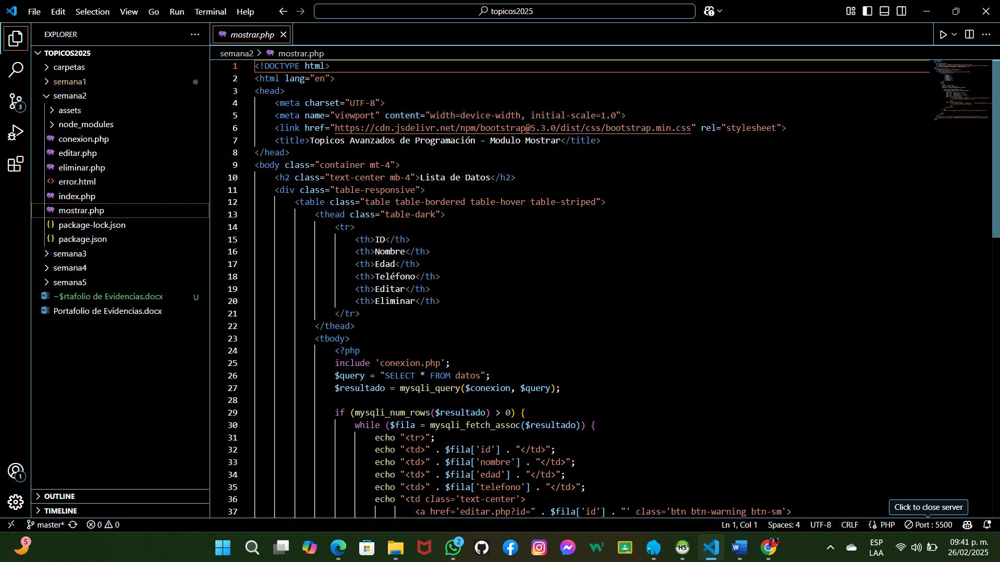 File Edit Selection View Go Run Terminal Help
topicos2025
EXPLORER
TOPICOS2025
carpetas
semana1
semana2
assets
node_modules
conexion.php
editar.php
eliminar.php
error.html
index.php
mostrar.php
package-lock.json
package.json
semana3
semana4
semana5
~$rtafolio de Evidencias.docx U
Portafolio de Evidencias.docx
OUTLINE
TIMELINE
3
1
mostrar.php
semana2 > mostrar.php
1 <!DOCTYPE html>
2 <html lang="en">
3 <head>
4 <meta charset="UTF-8">
5 <meta name="viewport" content="width=device-width, initial-scale=1.0">
6 <link href="https://cdn.jsdelivr.net/npm/bootstrap@5.3.0/dist/css/bootstrap.min.css" rel="stylesheet">
7 <title>Topicos Avanzados de Programación - Modulo Mostrar</title>
8 </head>
9 <body class="container mt-4">
10 <h2 class="text-center mb-4">Lista de Datos</h2>
11 <div class="table-responsive">
12 <table class="table table-bordered table-hover table-striped">
13 <thead class="table-dark">
14 <tr>
15 <th>ID</th>
16 <th>Nombre</th>
17 <th>Edad</th>
18 <th>Teléfono</th>
19 <th>Editar</th>
20 <th>Eliminar</th>
21 </tr>
22 </thead>
23 <tbody>
24 <?php
25 include 'conexion.php';
26 $query = "SELECT * FROM datos";
27 $resultado = mysqli_query($conexion, $query);
28
29 if (mysqli_num_rows($resultado) > 0) {
30 while ($fila = mysqli_fetch_assoc($resultado)) {
31 echo "<tr>";
32 echo "<td>" . $fila['id'] . "</td>";
33 echo "<td>" . $fila['nombre'] . "</td>";
34 echo "<td>" . $fila['edad'] . "</td>";
35 echo "<td>" . $fila['telefono'] . "</td>";
36 echo "<td class='text-center'>
37 <a href='editar.php?id=" . $fila['id'] . "' class='btn btn-warning btn-sm'>
Click to close server
master* 0 0
Ln 1, Col 1 Spaces: 4 UTF-8 CRLF PHP Port : 5500
5
2
HS
W
ESP
LAA
09:41 p. m.
26/02/2025